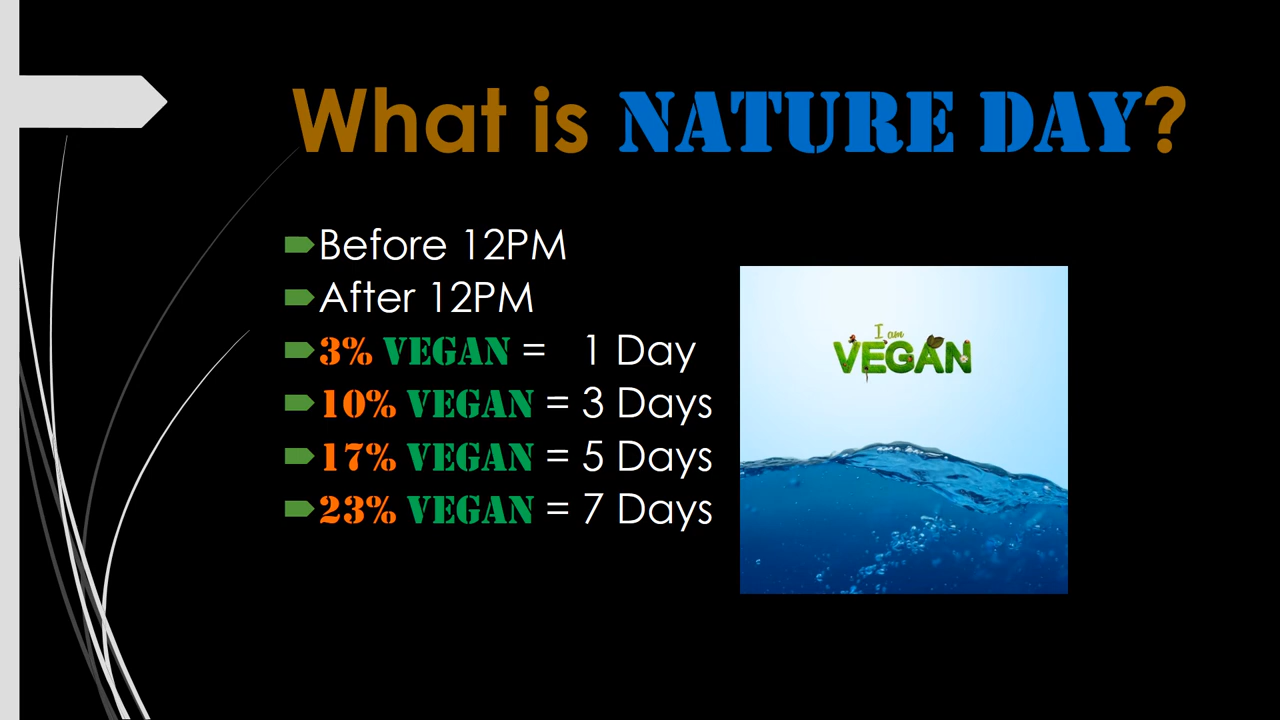 What is NATURE DAY?
Before 12PM
After 12PM
3% VEGAN = 1 Day
10% VEGAN = 3 Days
17% VEGAN = 5 Days
23% VEGAN = 7 Days
I am
VEGAN